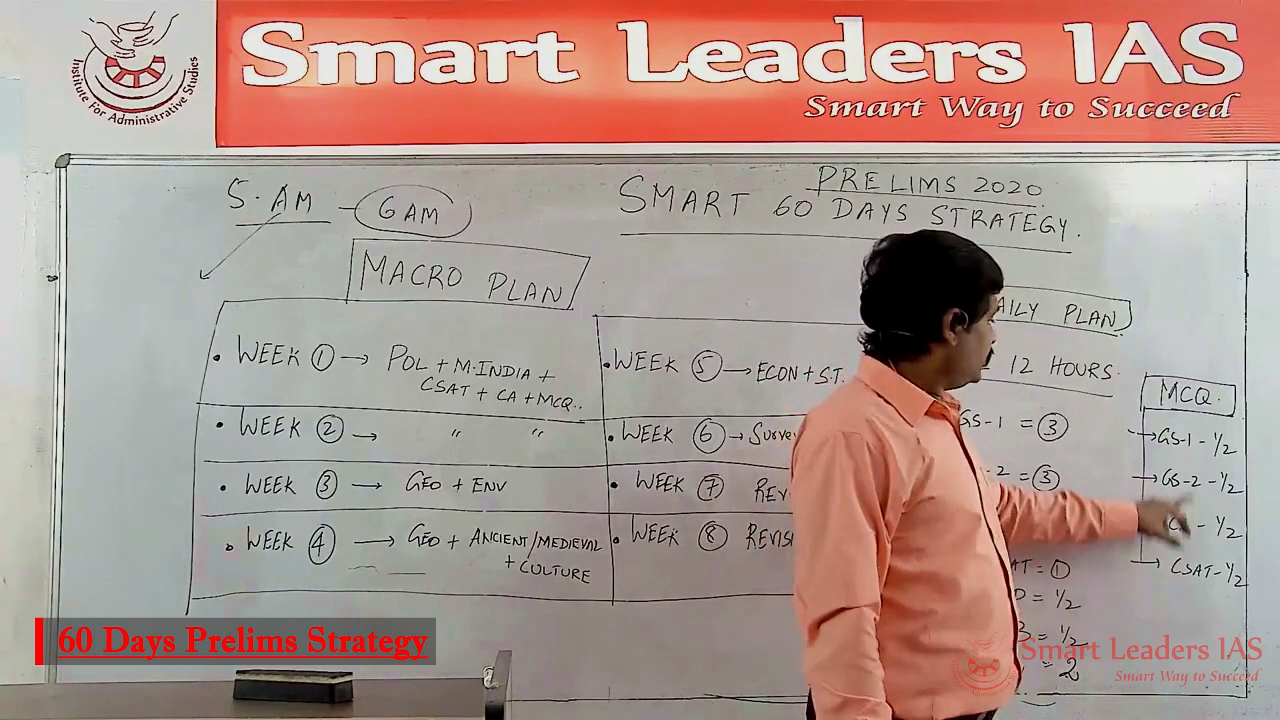 Institute For Administrative Studies
Smart Leaders IAS
Smart Way to Succeed
5 AM - 6 AM
PRELIMS 2020
SMART 60 DAYS STRATEGY.
MACRO PLAN
• WEEK ① → POL + M.INDIA +
CSAT + CA + MCQ..
• WEEK ② → " "
• WEEK ③ → GEO + ENV
• WEEK ④ → GEO + ANCIENT/MEDIEVAL
+ CULTURE
• WEEK ⑤ → ECON + S.T.
• WEEK ⑥ →
• WEEK ⑦
• WEEK ⑧
PLAN
12 HOURS.
GS-1 = ③
= ③
= ①
= 1/2
= 1/2
= 2
MCQ.
→ GS-1 - 1/2
→ GS-2 - 1/2
- 1/2
→ CSAT - 1/2
60 Days Prelims Strategy
Smart Leaders IAS
Smart Way to Succeed